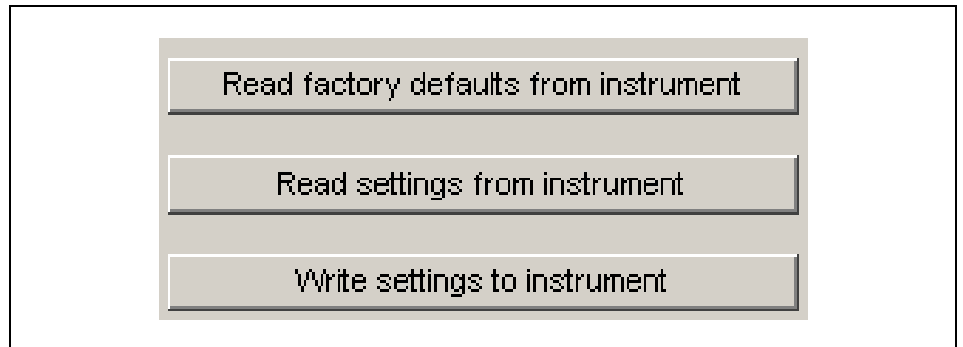 Read factory defaults from instrument
Read settings from instrument
Write settings to instrument